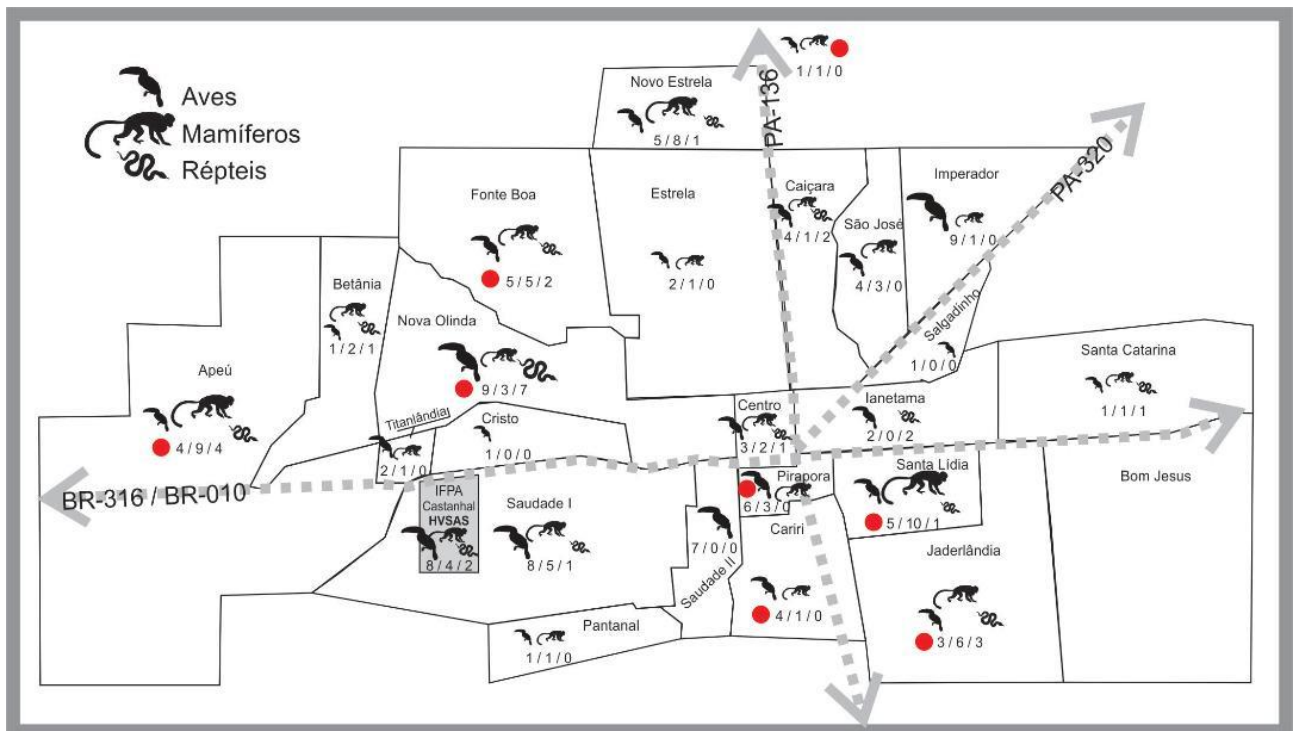 Aves
Mamíferos
Répteis
1 / 1 / 0
PA-136
Novo Estrela
5 / 8 / 1
PA-320
Fonte Boa
5 / 5 / 2
Estrela
2 / 1 / 0
Caiçara
4 / 1 / 2
São José
4 / 3 / 0
Imperador
9 / 1 / 0
Salgadinho
1 / 0 / 0
Betânia
1 / 2 / 1
Nova Olinda
9 / 3 / 7
Apeú
4 / 9 / 4
Titanlândia
2 / 1 / 0
Cristo
1 / 0 / 0
Centro
3 / 2 / 1
Ianetama
2 / 0 / 2
Santa Catarina
1 / 1 / 1
BR-316 / BR-010
IFPA
Castanhal
HVSAS
8 / 4 / 2
Saudade I
8 / 5 / 1
Saudade II
7 / 0 / 0
Pirapora
6 / 3 / 0
Cariri
4 / 1 / 0
Santa Lídia
5 / 10 / 1
Jaderlândia
3 / 6 / 3
Bom Jesus
Pantanal
1 / 1 / 0